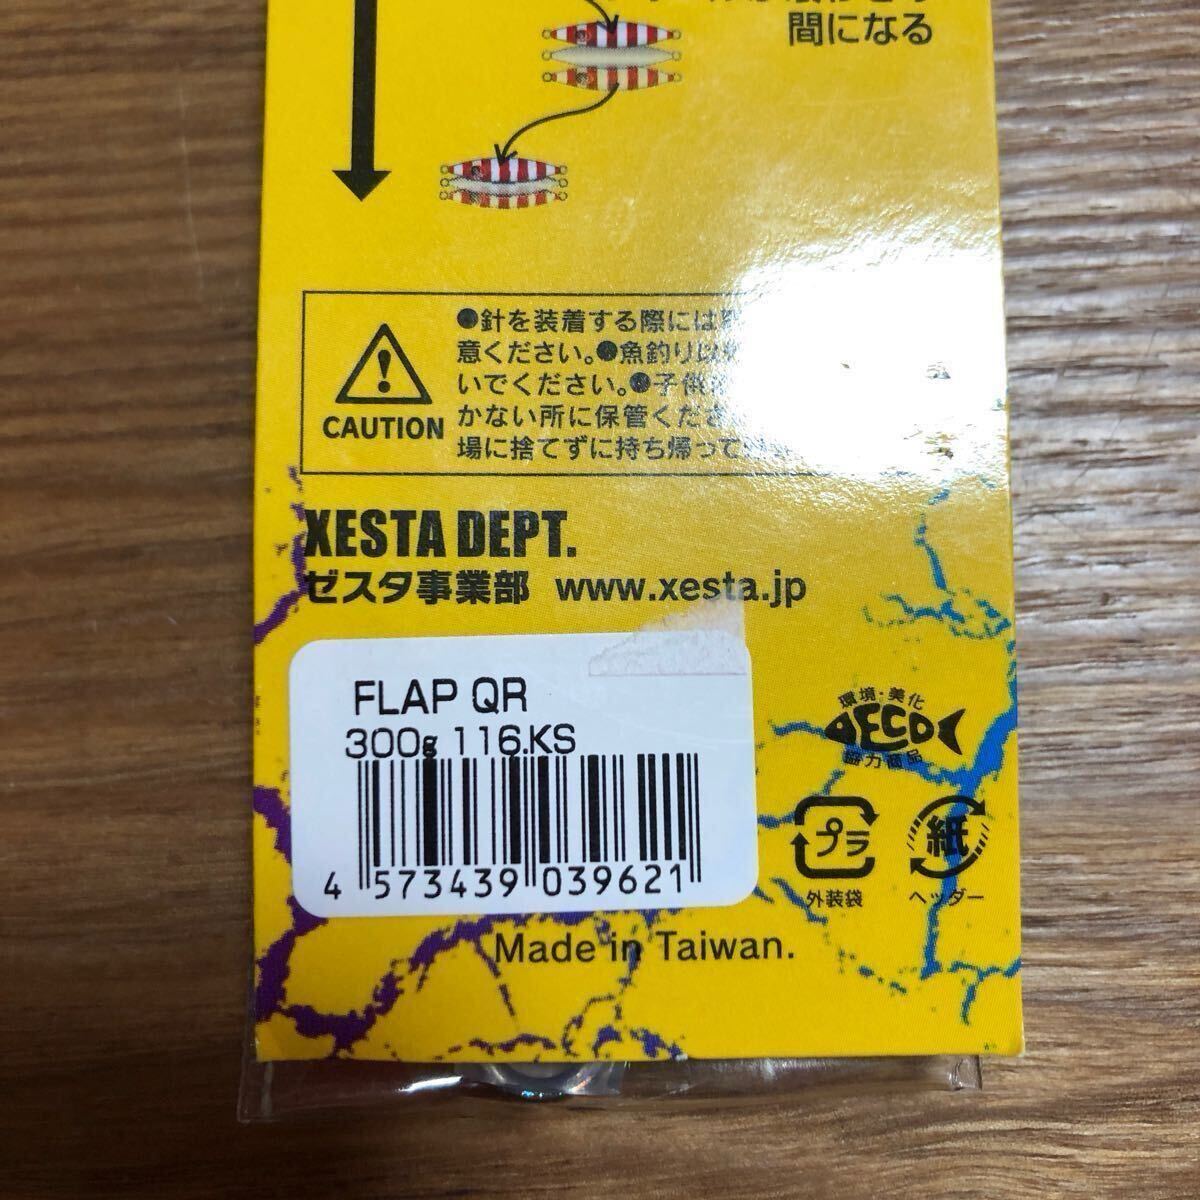 間になる
●針を装着する際には
意ください。●魚釣り以
いでください。●子供
かない所に保管くださ
場に捨てずに持ち帰って
CAUTION
XESTA DEPT.
ゼスタ事業部 www.xesta.jp
FLAP QR
300g 116.KS
4 573439 039621
環境・美化
ECO
協力商品
プラ
外装袋
紙
ヘッダー
Made in Taiwan.